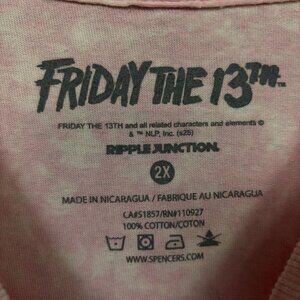 FRIDAY THE 13TH™
FRIDAY THE 13TH and all related characters and elements ©
& ™ NLP, Inc. (s25)
RIPPLE JUNCTION.
2X
MADE IN NICARAGUA / FABRIQUE AU NICARAGUA
CA#51857/RN#110927
100% COTTON/COTON
WWW.SPENCERS.COM